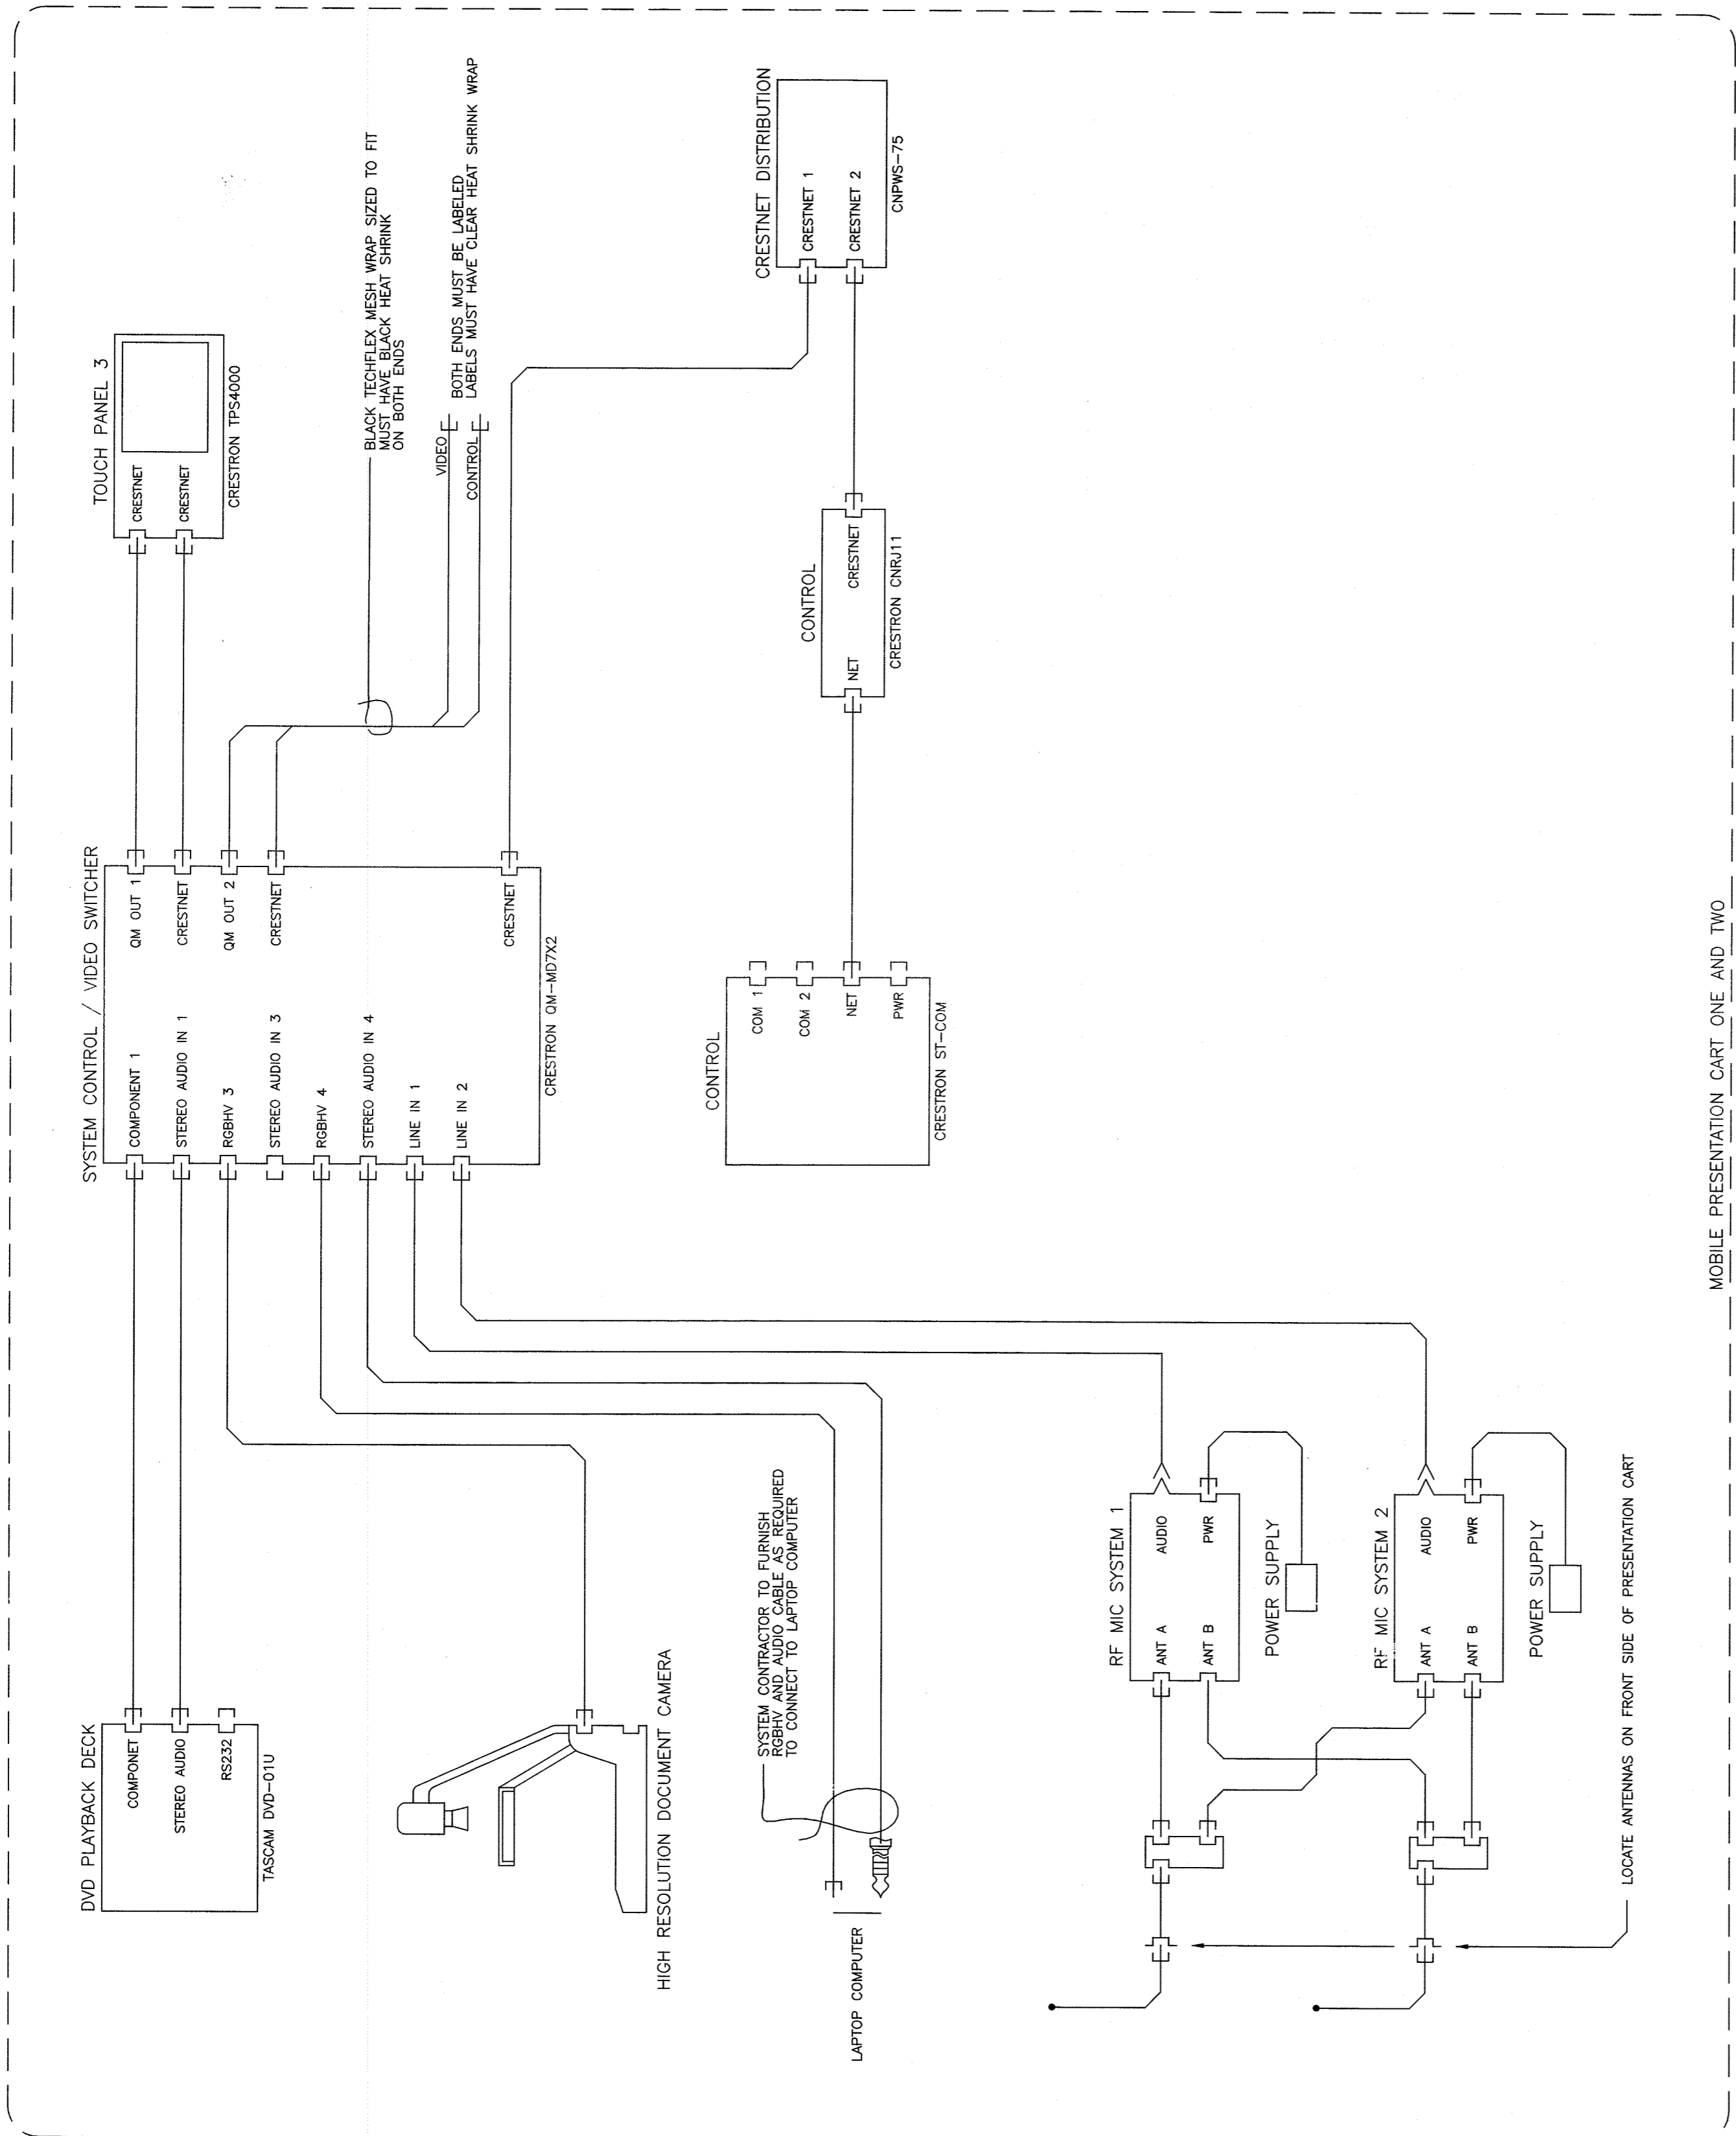 DVD PLAYBACK DECK
COMPONET
STEREO AUDIO
RS232
TASCAM DVD-01U
SYSTEM CONTROL / VIDEO SWITCHER
COMPONENT 1
STEREO AUDIO IN 1
RGBHV 3
STEREO AUDIO IN 3
RGBHV 4
STEREO AUDIO IN 4
LINE IN 1
LINE IN 2
QM OUT 1
CRESTNET
QM OUT 2
CRESTNET
CRESTNET
CRESTRON QM-MD7X2
TOUCH PANEL 3
CRESTNET
CRESTNET
CRESTRON TPS4000
BLACK TECHFLEX MESH WRAP SIZED TO FIT
MUST HAVE BLACK HEAT SHRINK
ON BOTH ENDS
VIDEO
CONTROL
BOTH ENDS MUST BE LABELED
LABELS MUST HAVE CLEAR HEAT SHRINK WRAP
HIGH RESOLUTION DOCUMENT CAMERA
SYSTEM CONTRACTOR TO FURNISH
RGBHV AND AUDIO CABLE AS REQUIRED
TO CONNECT TO LAPTOP COMPUTER
LAPTOP COMPUTER
CONTROL
COM 1
COM 2
NET
PWR
CRESTRON ST-COM
CONTROL
NET
CRESTNET
CRESTRON CNRJ11
CRESTNET DISTRIBUTION
CRESTNET 1
CRESTNET 2
CNPWS-75
RF MIC SYSTEM 1
ANT A
ANT B
AUDIO
PWR
POWER SUPPLY
RF MIC SYSTEM 2
ANT A
ANT B
AUDIO
PWR
POWER SUPPLY
LOCATE ANTENNAS ON FRONT SIDE OF PRESENTATION CART
MOBILE PRESENTATION CART ONE AND TWO